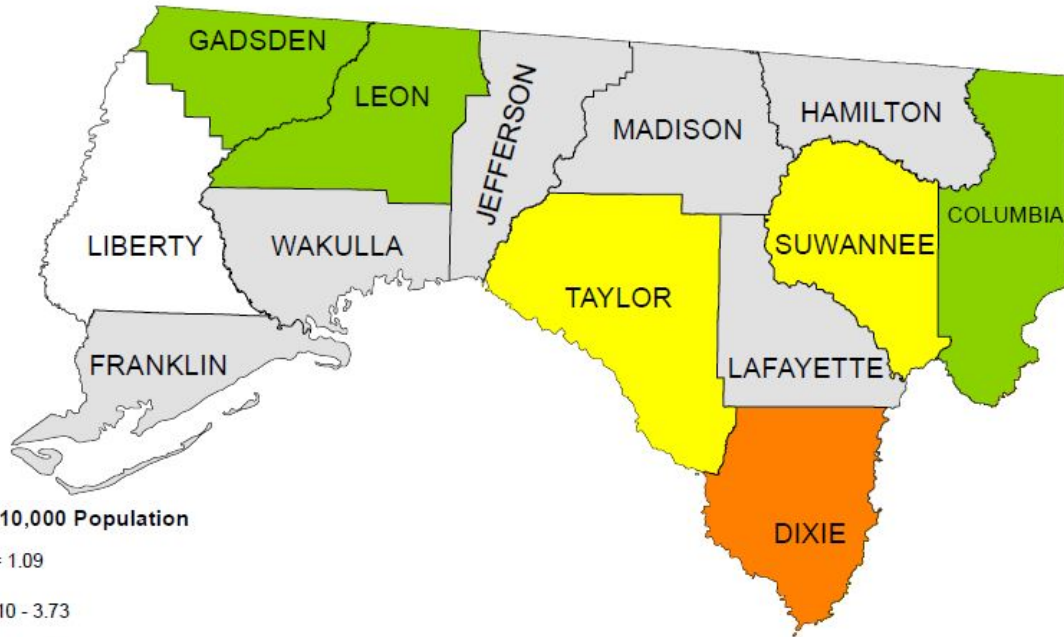 GADSDEN
LEON
JEFFERSON
MADISON
HAMILTON
COLUMBIA
LIBERTY
WAKULLA
SUWANNEE
TAYLOR
FRANKLIN
LAFAYETTE
10,000 Population
= 1.09
10 - 3.73
DIXIE